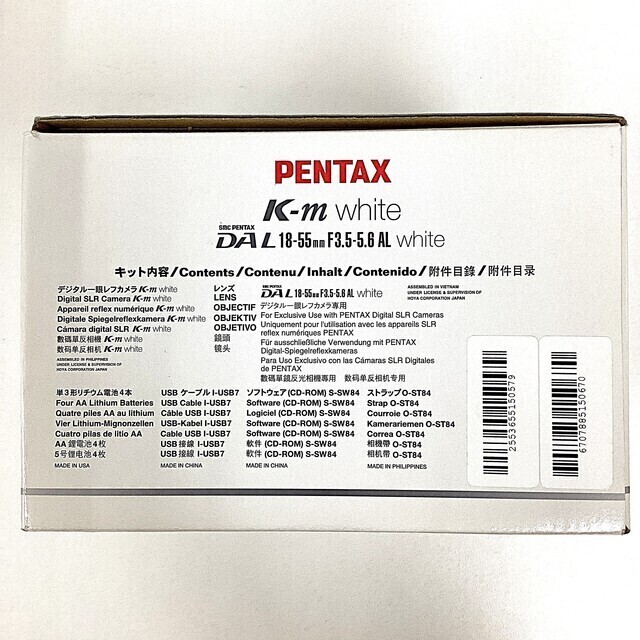 PENTAX
K-m white
smc PENTAX
DA L 18-55mm F3.5-5.6 AL white
キット内容/Contents/Contenu/Inhalt/Contenido/附件目錄/附件目录
デジタル一眼レフカメラ K-m white
Digital SLR Camera K-m white
Appareil reflex numérique K-m white
Digitale Spiegelreflexkamera K-m white
Cámara digital SLR K-m white
數碼單反相機 K-m white
数码单反相机 K-m white
ASSEMBLED IN PHILIPPINES
UNDER LICENSE & SUPERVISION OF
HOYA CORPORATION JAPAN
レンズ
LENS
OBJECTIF
OBJEKTIV
OBJETIVO
鏡頭
镜头
smc PENTAX
DA L 18-55mm F3.5-5.6 AL white
デジタル一眼レフカメラ専用
For Exclusive Use with PENTAX Digital SLR Cameras
Uniquement pour l'utilisation avec les appareils SLR
reflex numériques PENTAX
Für ausschließliche Verwendung mit PENTAX
Digital-Spiegelreflexkameras
Para Uso Exclusivo con las Cámaras SLR Digitales
de PENTAX
數碼單鏡反光相機專用 数码单反相机专用
ASSEMBLED IN VIETNAM
UNDER LICENSE & SUPERVISION OF
HOYA CORPORATION JAPAN
単3形リチウム電池4本
Four AA Lithium Batteries
Quatre piles AA au lithium
Vier Lithium-Mignonzellen
Cuatro pilas de litio AA
AA 鋰電池4枚
5号锂电池4枚
MADE IN USA
USB ケーブル I-USB7
USB Cable I-USB7
Câble USB I-USB7
USB-Kabel I-USB7
Cable USB I-USB7
USB 接線 I-USB7
USB 接线 I-USB7
MADE IN CHINA
ソフトウェア(CD-ROM) S-SW84
Software (CD-ROM) S-SW84
Logiciel (CD-ROM) S-SW84
Software (CD-ROM) S-SW84
Software (CD-ROM) S-SW84
軟件 (CD-ROM) S-SW84
软件 (CD-ROM) S-SW84
MADE IN CHINA
ストラップ O-ST84
Strap O-ST84
Courroie O-ST84
Kamerariemen O-ST84
Correa O-ST84
相機帶 O-ST84
相机带 O-ST84
MADE IN PHILIPPINES
2553655150579
6707885150670